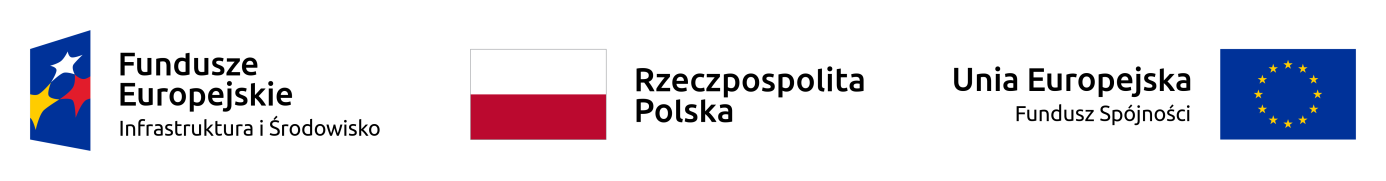 Fundusze
Europejskie
Infrastruktura i Środowisko
Rzeczpospolita
Polska
Unia Europejska
Fundusz Spójności